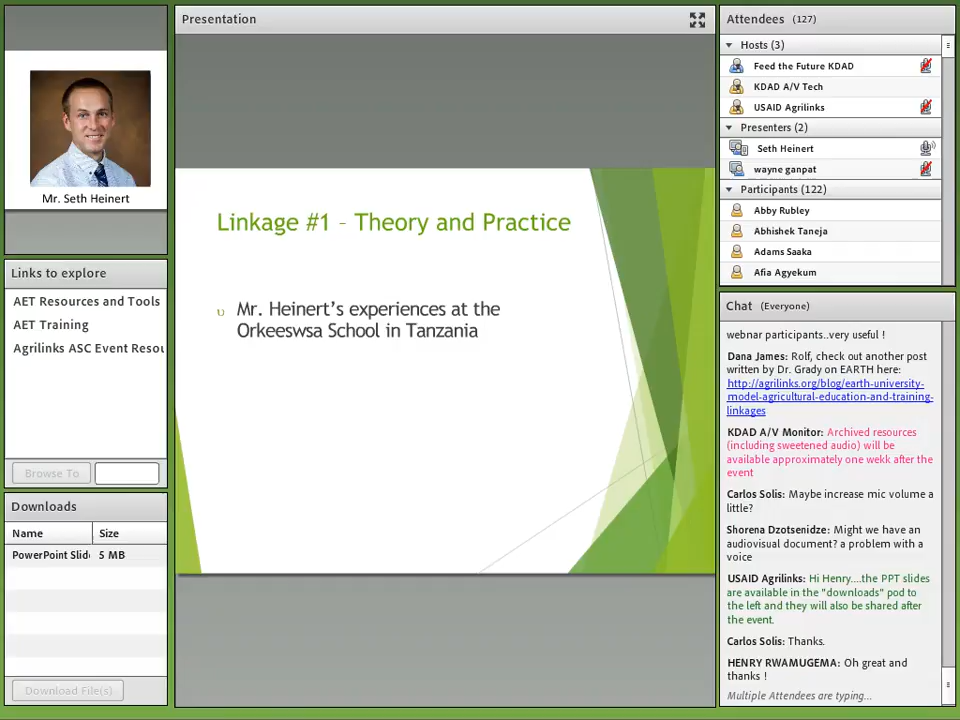 Mr. Seth Heinert
Links to explore
AET Resources and Tools
AET Training
Agrilinks ASC Event Resou
Browse To
Downloads
Name Size
PowerPoint Slide 5 MB
Download File(s)
Presentation
Linkage #1 – Theory and Practice
Mr. Heinert's experiences at the
Orkeeswsa School in Tanzania
Attendees (127)
Hosts (3)
Feed the Future KDAD
KDAD A/V Tech
USAID Agrilinks
Presenters (2)
Seth Heinert
wayne ganpat
Participants (122)
Abby Rubley
Abhishek Taneja
Adams Saaka
Afia Agyekum
Chat (Everyone)
webnar participants..very useful !
Dana James: Rolf, check out another post
written by Dr. Grady on EARTH here:
http://agrilinks.org/blog/earth-university-
model-agricultural-education-and-training-
linkages
KDAD A/V Monitor: Archived resources
(including sweetened audio) will be
available approximately one wekk after the
event
Carlos Solis: Maybe increase mic volume a
little?
Shorena Dzotsenidze: Might we have an
audiovisual document? a problem with a
voice
USAID Agrilinks: Hi Henry....the PPT slides
are available in the "downloads" pod to
the left and they will also be shared after
the event.
Carlos Solis: Thanks.
HENRY RWAMUGEMA: Oh great and
thanks !
Multiple Attendees are typing...